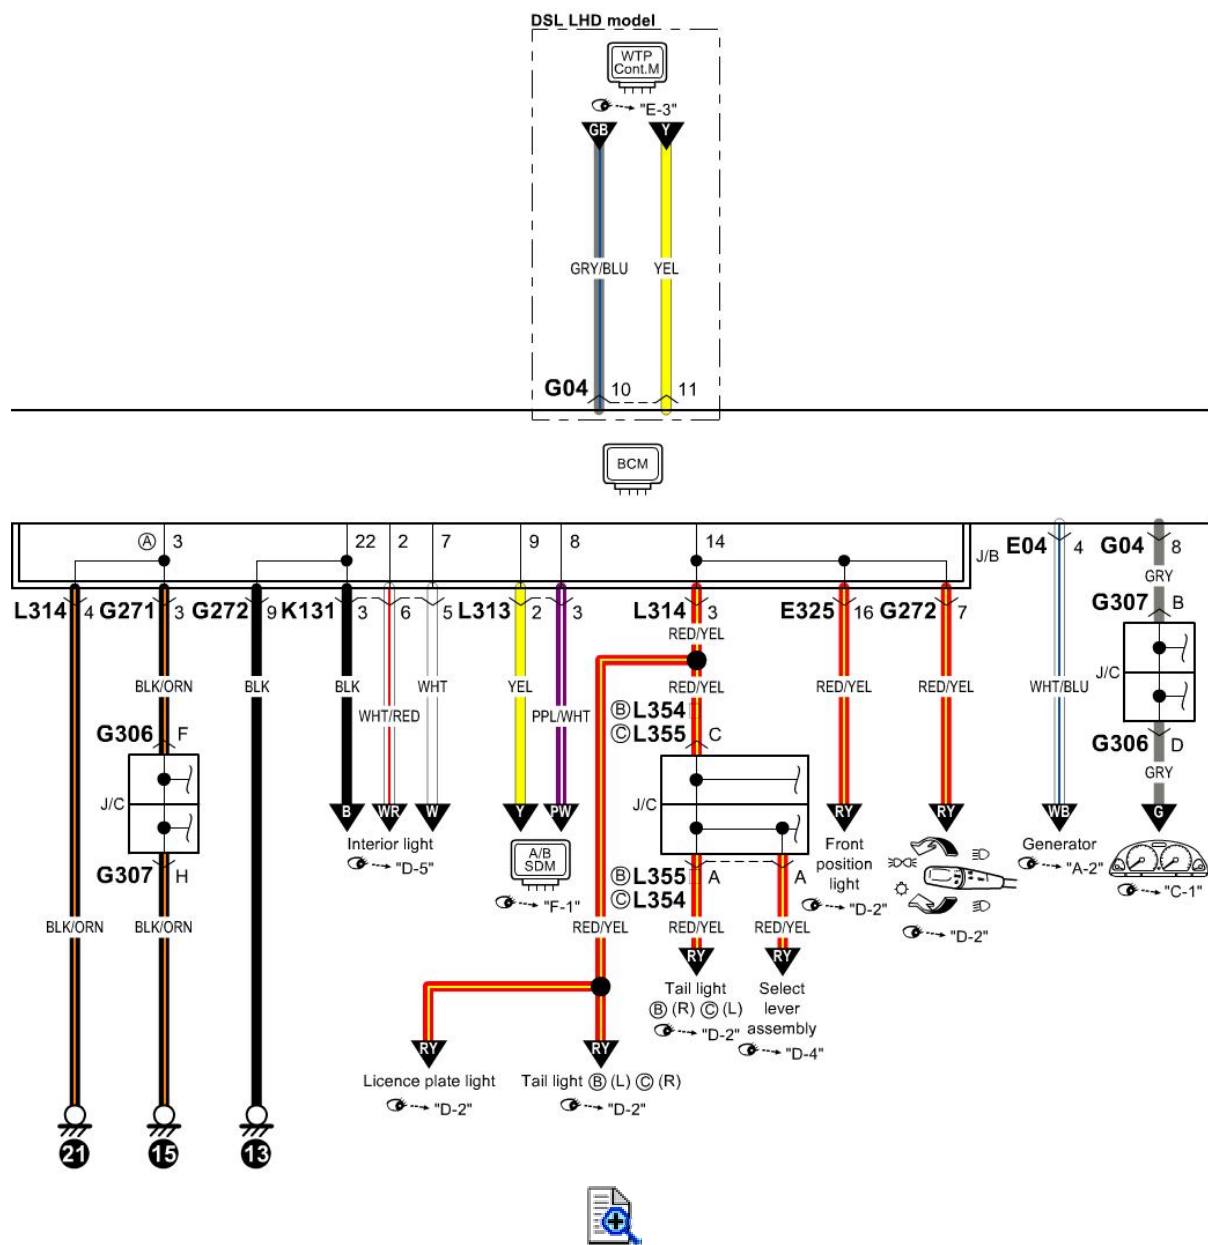 DSL LHD model
WTP
Cont.M
"E-3"
GB Y
GRY/BLU YEL
G04 10 11
BCM
Ⓐ 3 22 2 7 9 8 14
J/B E04 4 G04 8
GRY
L314 4 G271 3 G272 9 K131 3 6 5 L313 2 3 L314 3 E325 16 G272 7
G307 B
RED/YEL
J/C
BLK/ORN BLK BLK WHT YEL RED/YEL RED/YEL RED/YEL WHT/BLU
WHT/RED PPL/WHT
Ⓑ L354
Ⓒ L355 C
G306 F
G306 D
GRY
J/C
J/C
B WR W Y PW RY RY WB G
Interior light
"D-5"
A/B
SDM
"F-1"
Front
position
light
"D-2"
"D-2"
Generator
"A-2"
"C-1"
G307 H
Ⓑ L355 A A
Ⓒ L354
BLK/ORN BLK/ORN RED/YEL RED/YEL RED/YEL
RY RY
Tail light
Ⓑ (R) Ⓒ (L)
"D-2"
Select
lever
assembly
"D-4"
RY RY
Licence plate light
"D-2"
Tail light Ⓑ (L) Ⓒ (R)
"D-2"
21 15 13